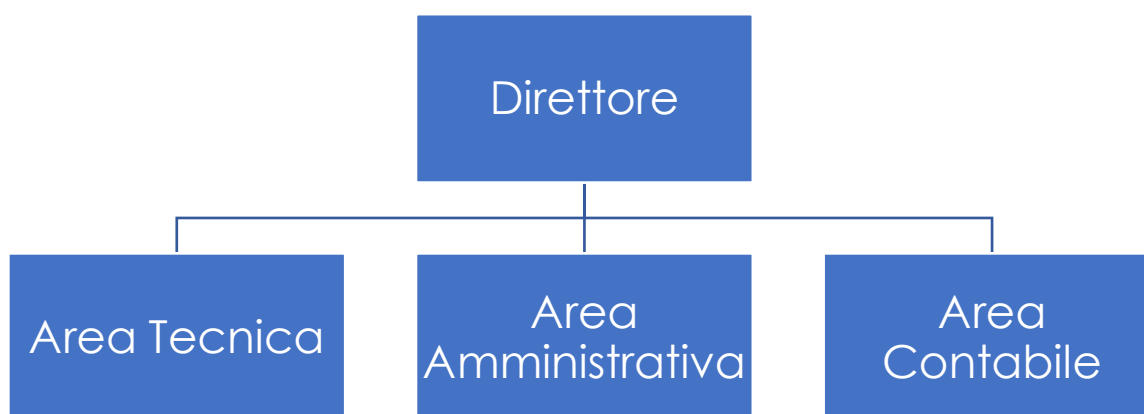 Direttore
Area Tecnica
Area
Amministrativa
Area
Contabile